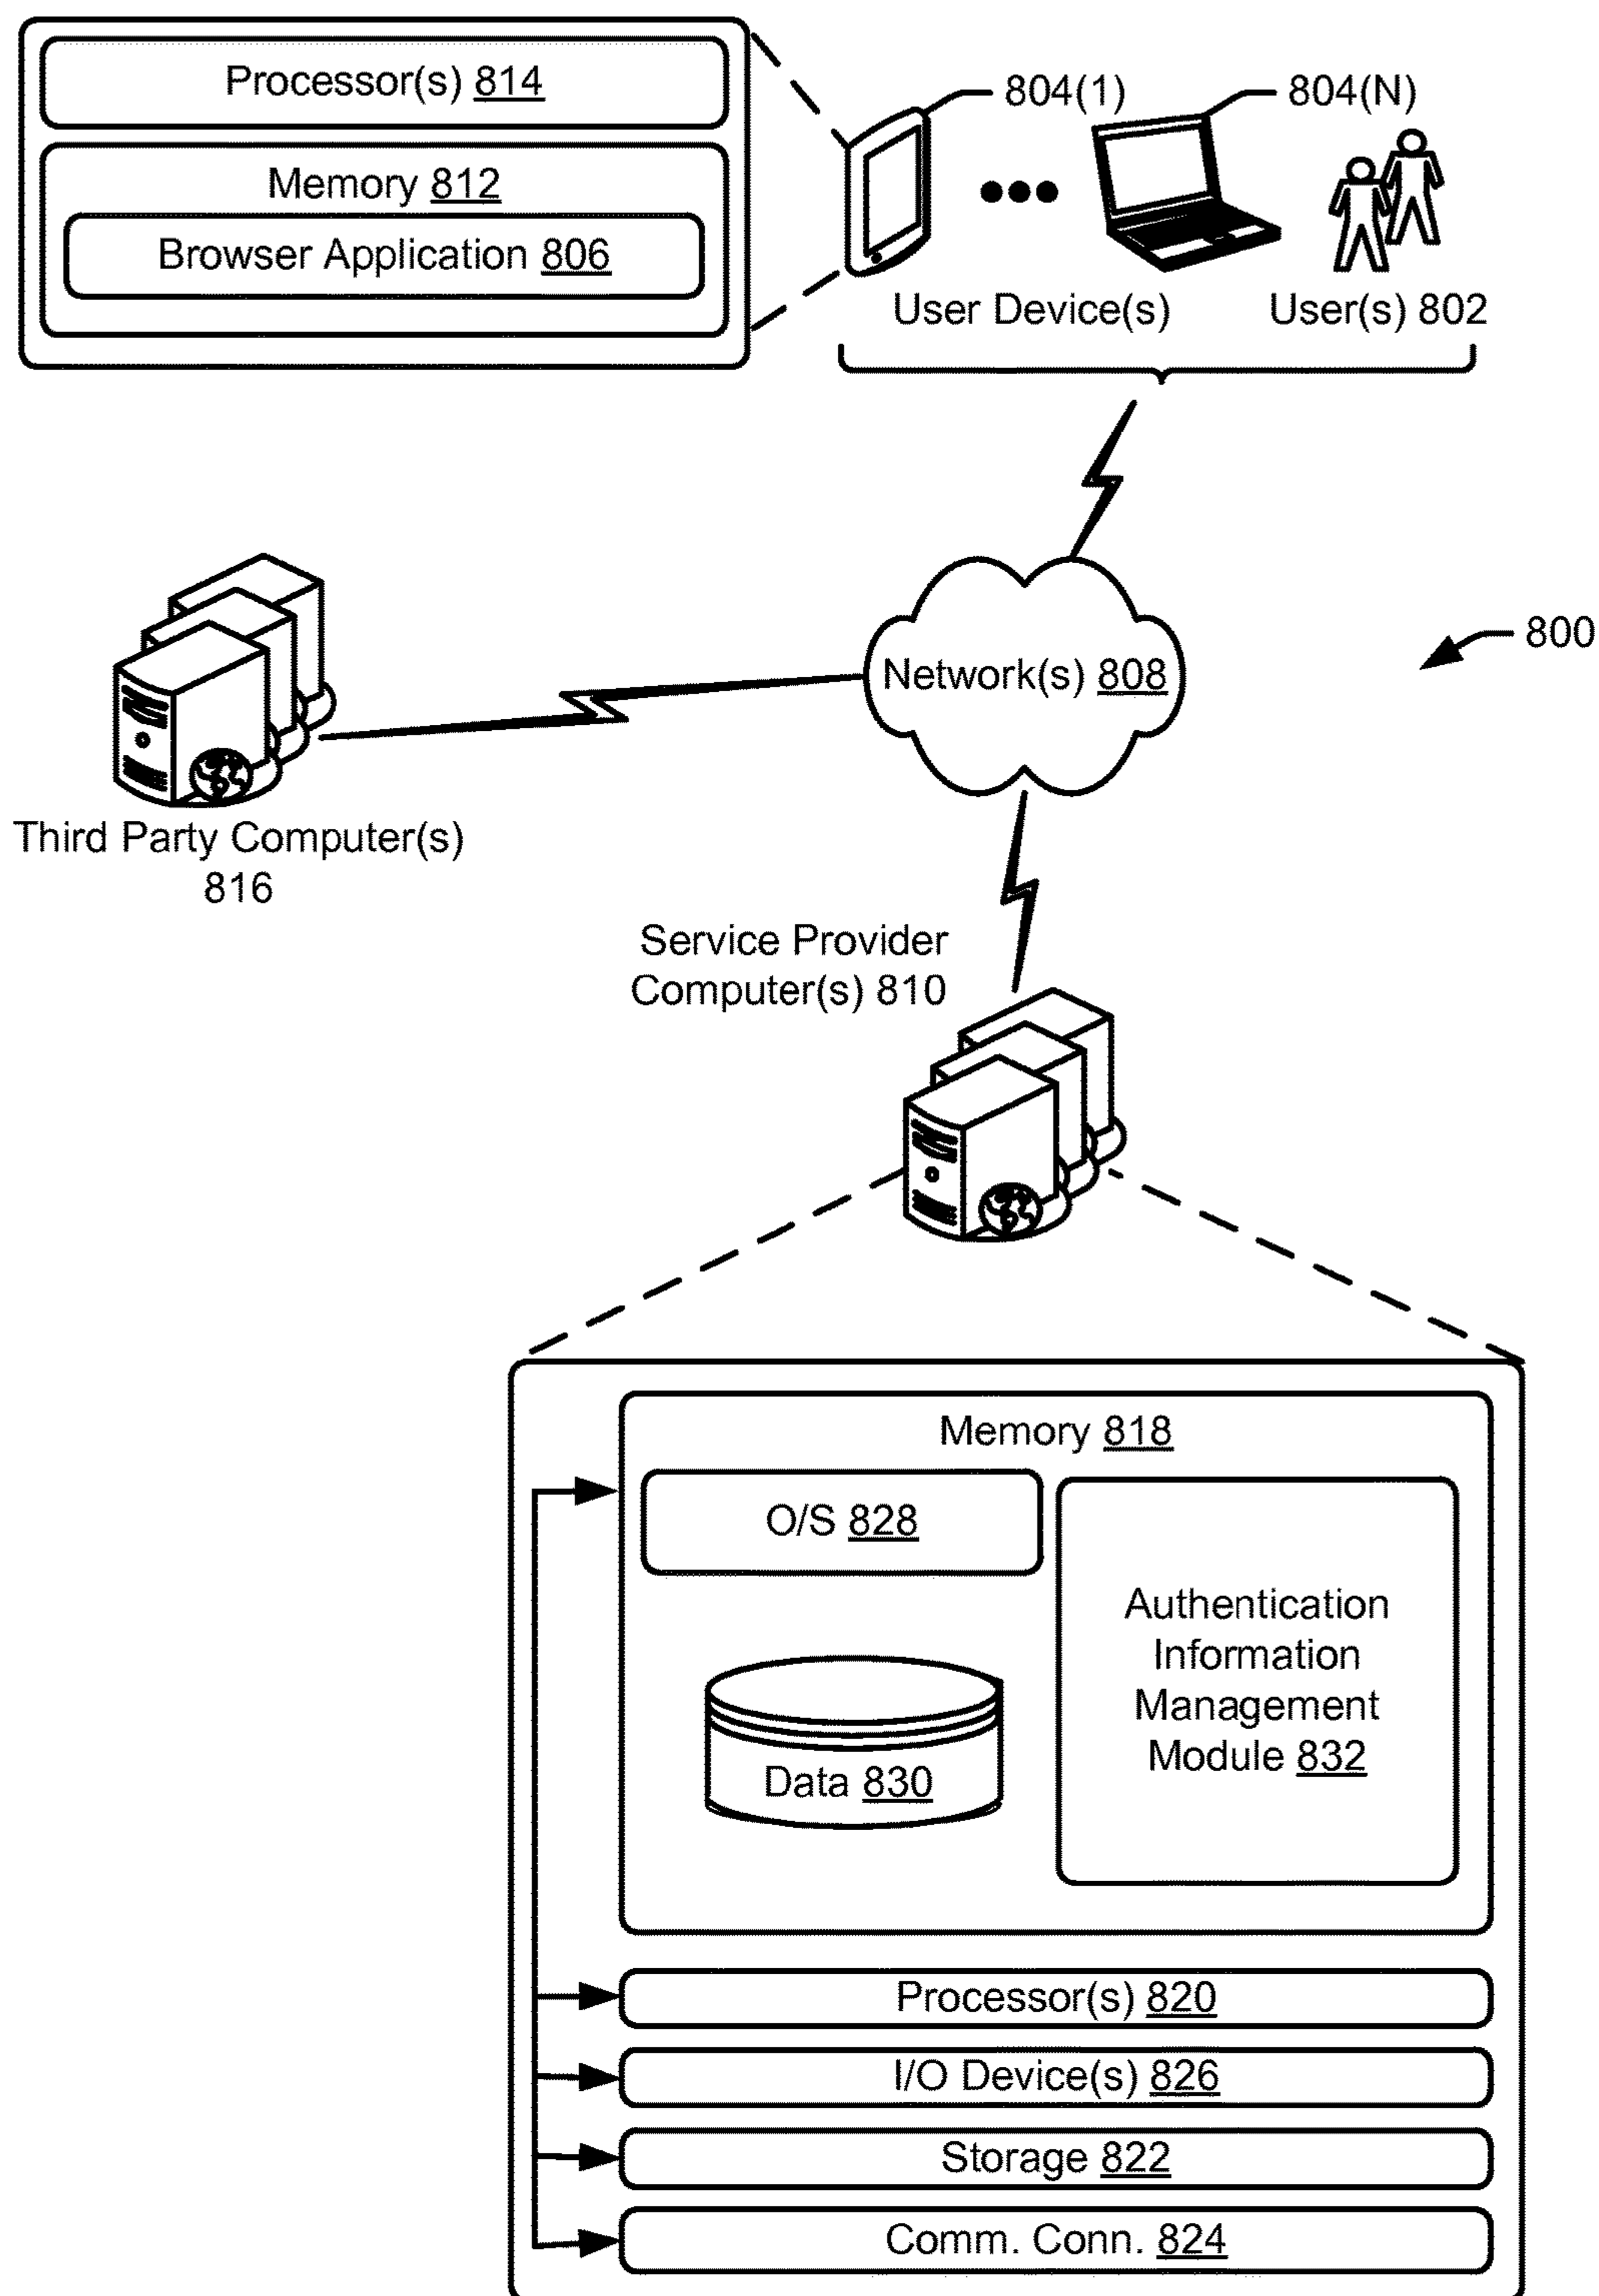 Processor(s) 814
Memory 812
Browser Application 806
804(1)
804(N)
User Device(s)
User(s) 802
Network(s) 808
800
Third Party Computer(s)
816
Service Provider
Computer(s) 810
Memory 818
O/S 828
Data 830
Authentication
Information
Management
Module 832
Processor(s) 820
I/O Device(s) 826
Storage 822
Comm. Conn. 824